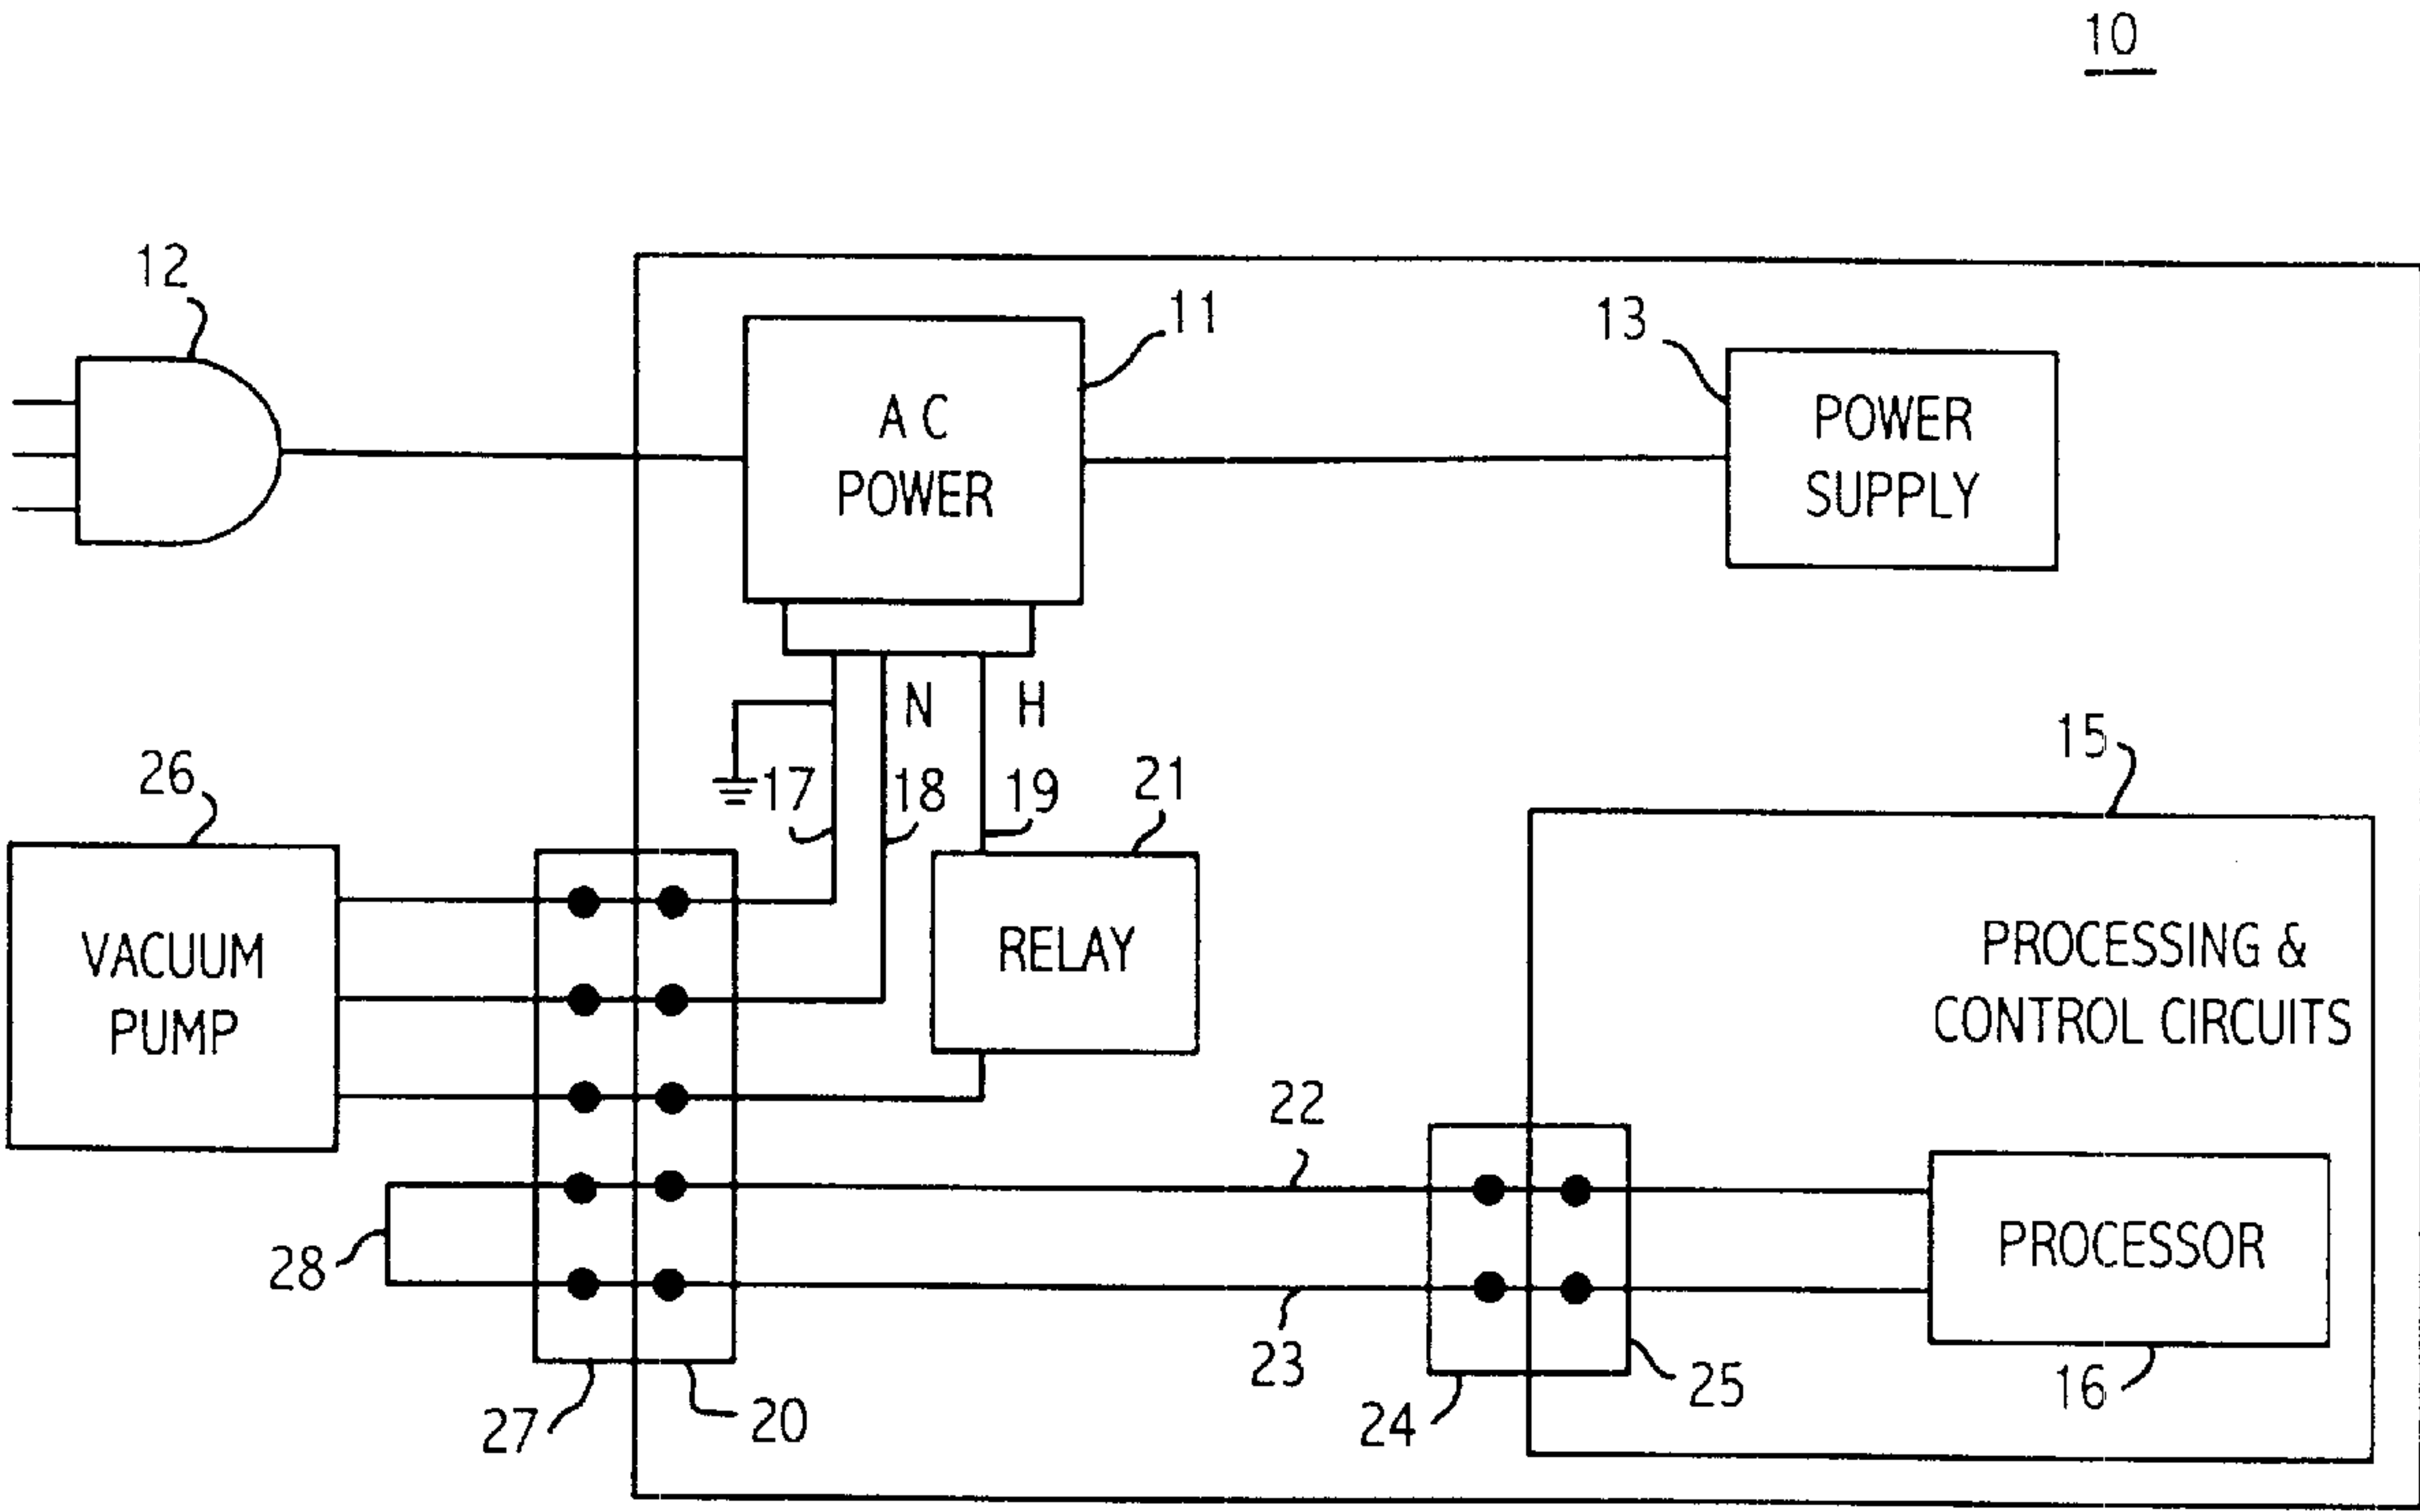 10
12
11
13
A C
POWER
POWER
SUPPLY
N
H
15
26
17
18
19
21
VACUUM
PUMP
RELAY
PROCESSING &
CONTROL CIRCUITS
22
28
PROCESSOR
23
25
16
27
20
24